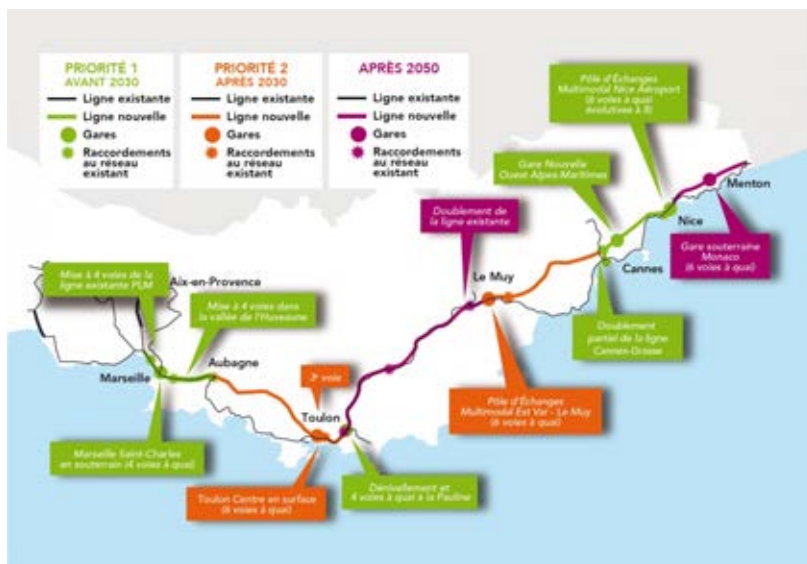 PRIORITÉ 1
AVANT 2030
Ligne existante
Ligne nouvelle
Gares
Raccordements
au réseau
existant
PRIORITÉ 2
APRÈS 2030
Ligne existante
Ligne nouvelle
Gares
Raccordements
au réseau
existant
APRÈS 2050
Ligne existante
Ligne nouvelle
Gares
Raccordements
au réseau
existant
Pôle d'Échanges
Multimodal Nice Aéroport
(6 voies à quai
évolutives à 8)
Gare Nouvelle
Ouest Alpes Maritimes
Menton
Nice
Gare souterraine
Monaco
(6 voies à quai)
Doublement de
la ligne existante
Cannes
Le Muy
Mise à 4 voies de la
ligne existante PLM
Aix-en-Provence
Mise à 4 voies dans
la vallée de l'Huveaune
Doublement
partiel de la ligne
Cannes-Grasse
Aubagne
Marseille
3e voie
Pôle d'Échanges
Multimodal Est Var - Le Muy
(6 voies à quai)
Toulon
Marseille Saint-Charles
en souterrain (4 voies à quai)
Dénivellement et
4 voies à quai à la Pauline
Toulon Centre en surface
(6 voies à quai)